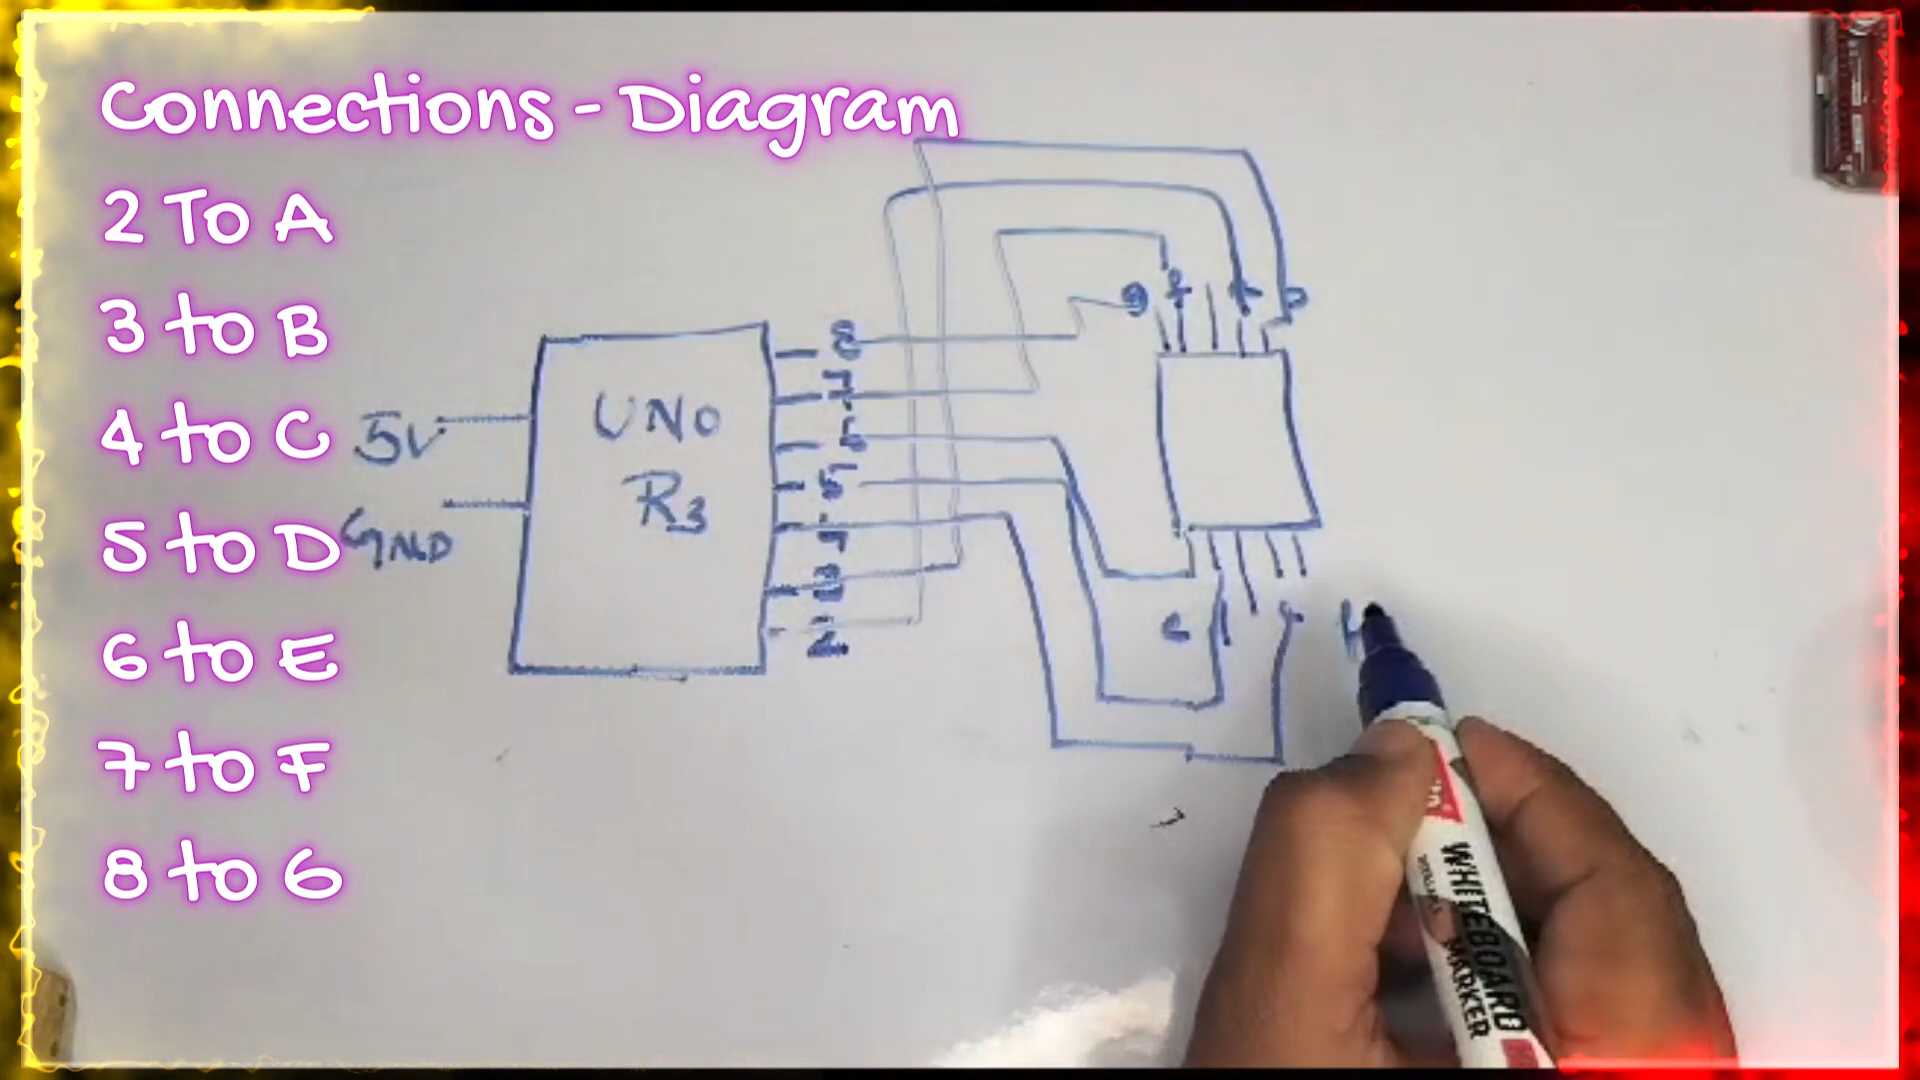 Connections - Diagram
2 To A
3 to B
4 to C
5 to D
6 to E
7 to F
8 to G
5V
GND
UNO
R3
8
7
6
5
4
3
2
g
f
a
b
e
d
c
WHITEBOARD
MARKER